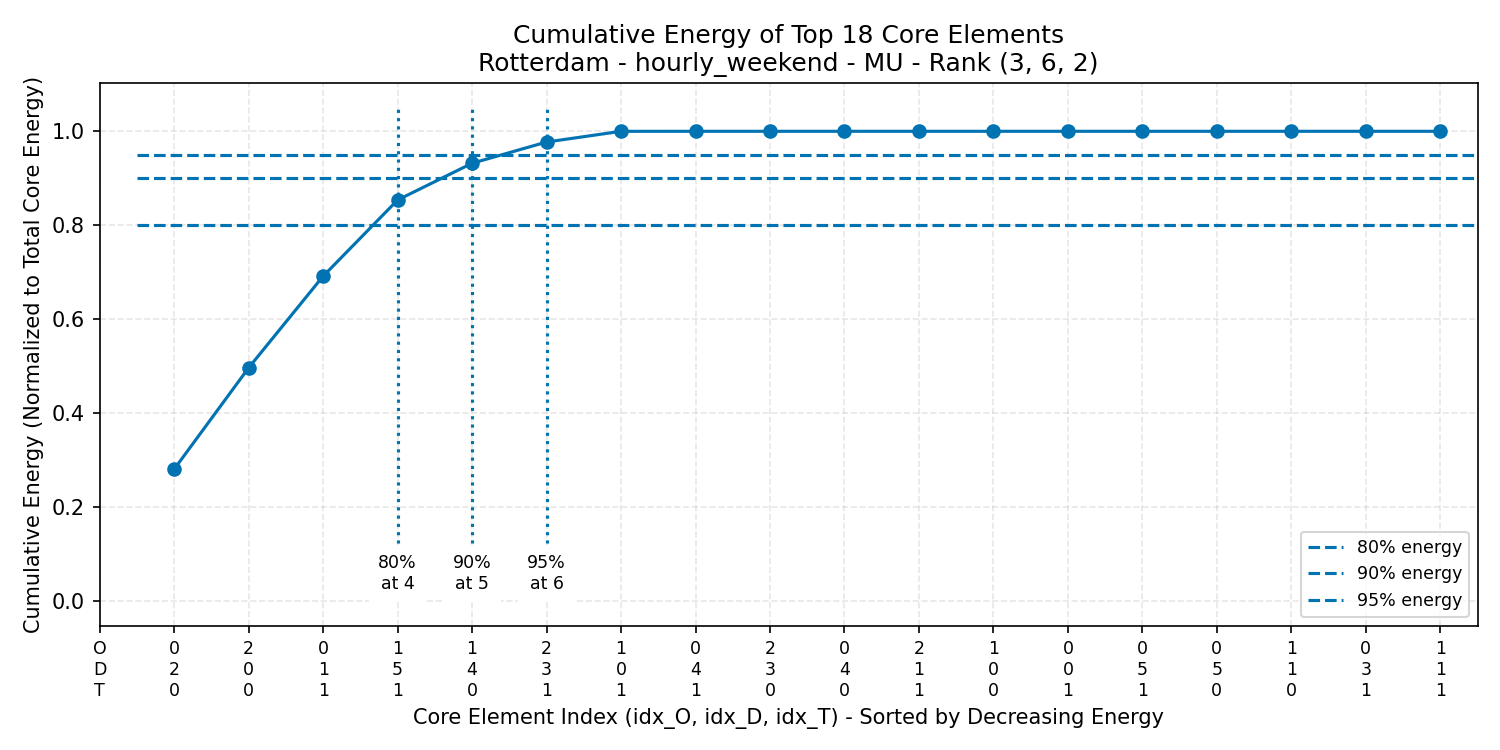 Cumulative Energy of Top 18 Core Elements
Rotterdam - hourly_weekend - MU - Rank (3, 6, 2)
Cumulative Energy (Normalized to Total Core Energy)
1.0
0.8
0.6
0.4
0.2
0.0
80% 90% 95%
at 4 at 5 at 6
80% energy
90% energy
95% energy
O 0 2 0 1 1 2 1 0 2 0 2 1 0 0 0 1 0 1
D 2 0 1 5 4 3 0 4 3 4 1 0 0 5 5 1 3 1
T 0 0 1 1 0 1 1 1 0 0 1 0 1 1 0 0 1 1
Core Element Index (idx_O, idx_D, idx_T) - Sorted by Decreasing Energy